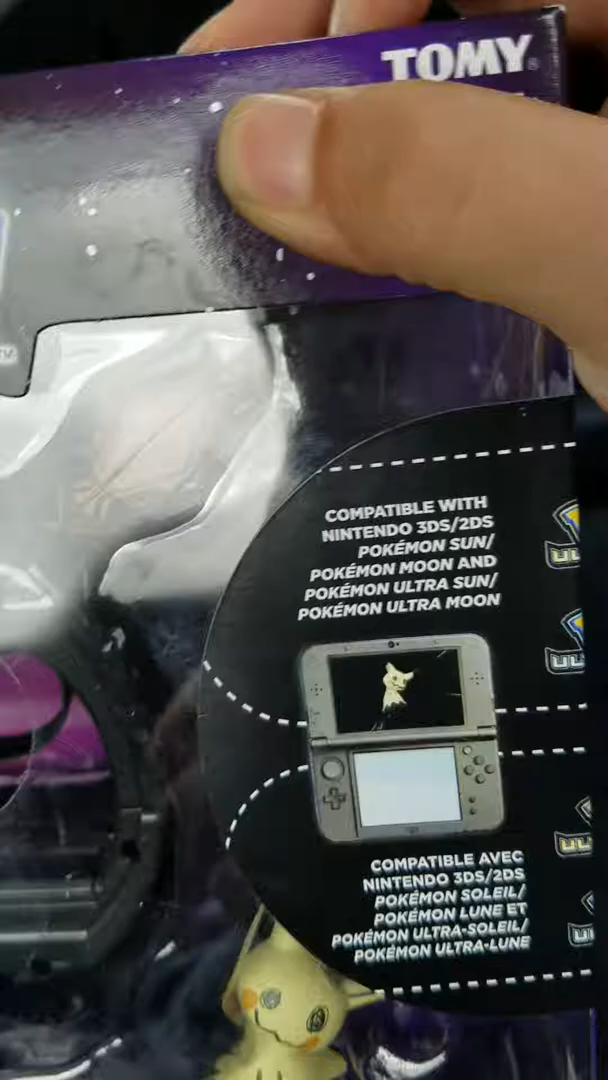 TOMY
COMPATIBLE WITH
NINTENDO 3DS/2DS
POKÉMON SUN/
POKÉMON MOON AND
POKÉMON ULTRA SUN/
POKÉMON ULTRA MOON
COMPATIBLE AVEC
NINTENDO 3DS/2DS
POKÉMON SOLEIL/
POKÉMON LUNE ET
POKÉMON ULTRA-SOLEIL/
POKÉMON ULTRA-LUNE